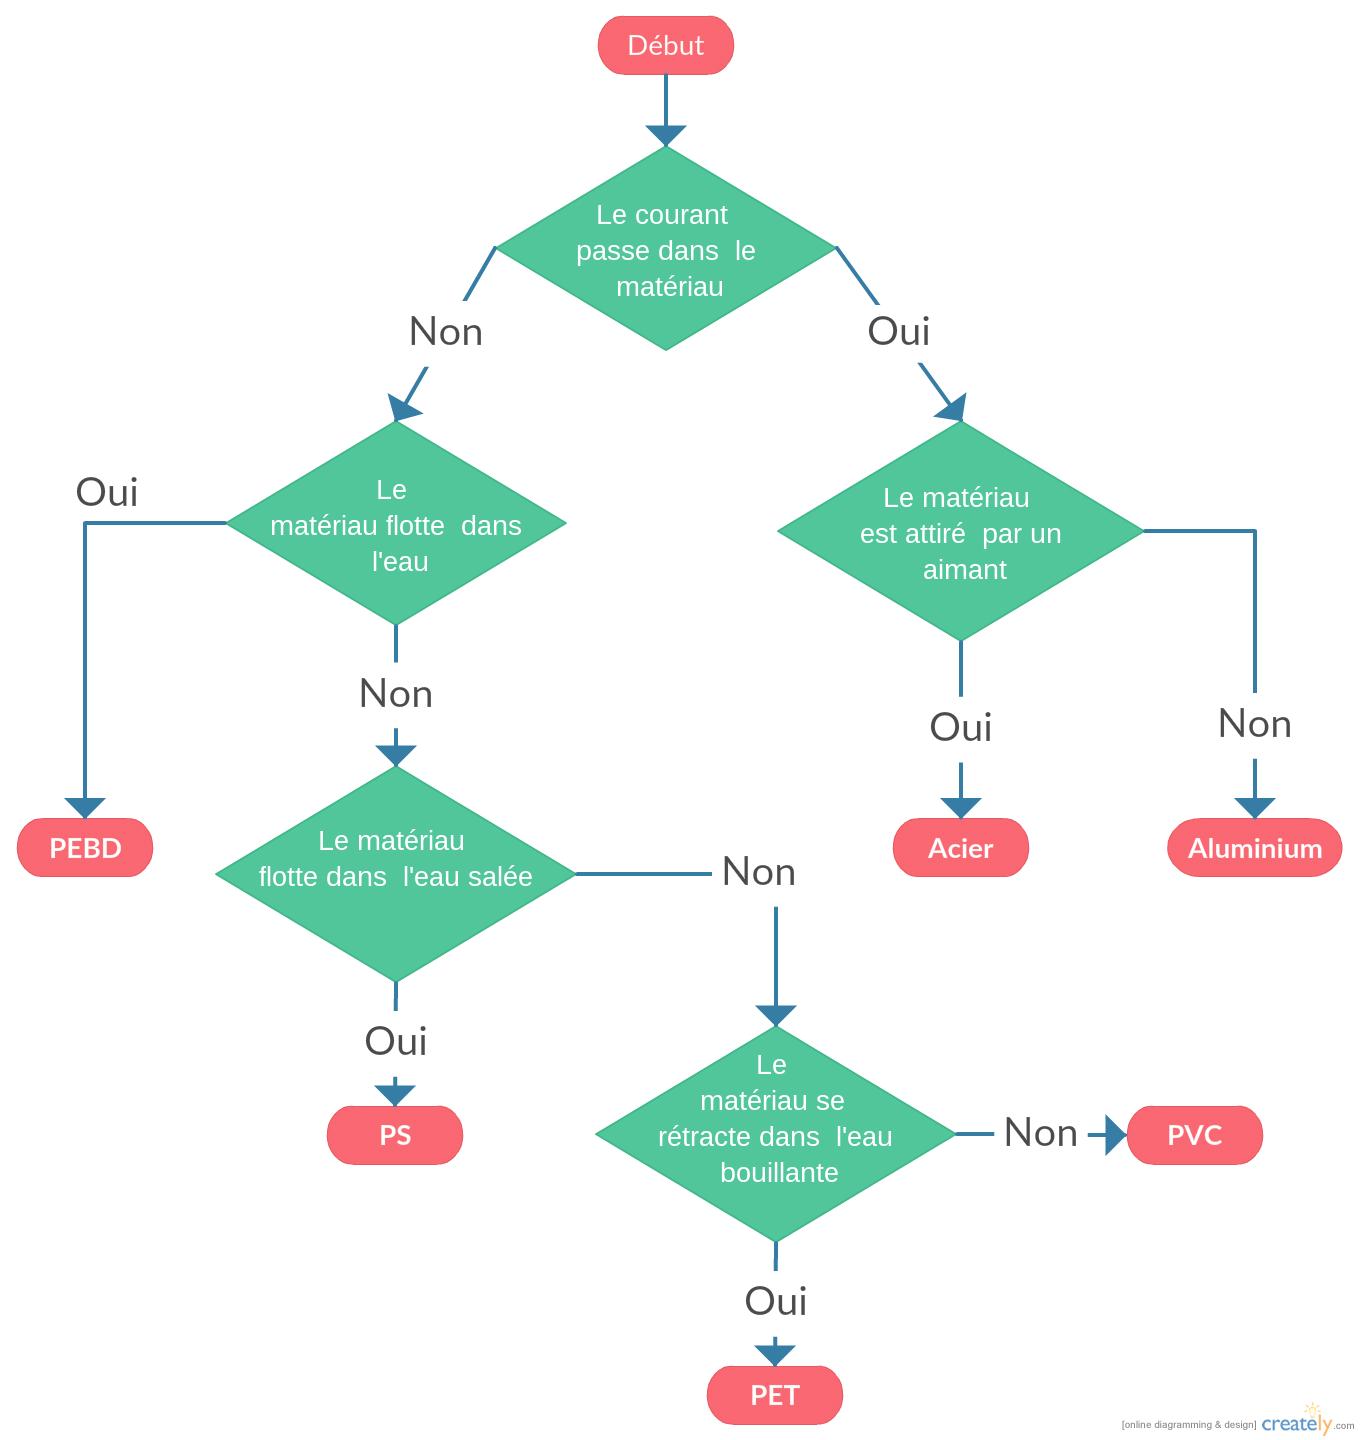 Début
Le courant
passe dans le
matériau
Non
Oui
Oui
Le
matériau flotte dans
l'eau
Le matériau
est attiré par un
aimant
Non
Oui
Non
PEBD
Acier
Aluminium
Le matériau
flotte dans l'eau salée
Non
Oui
PS
Le
matériau se
rétracte dans l'eau
bouillante
Non
PVC
Oui
PET
[online diagramming & design] creately.com